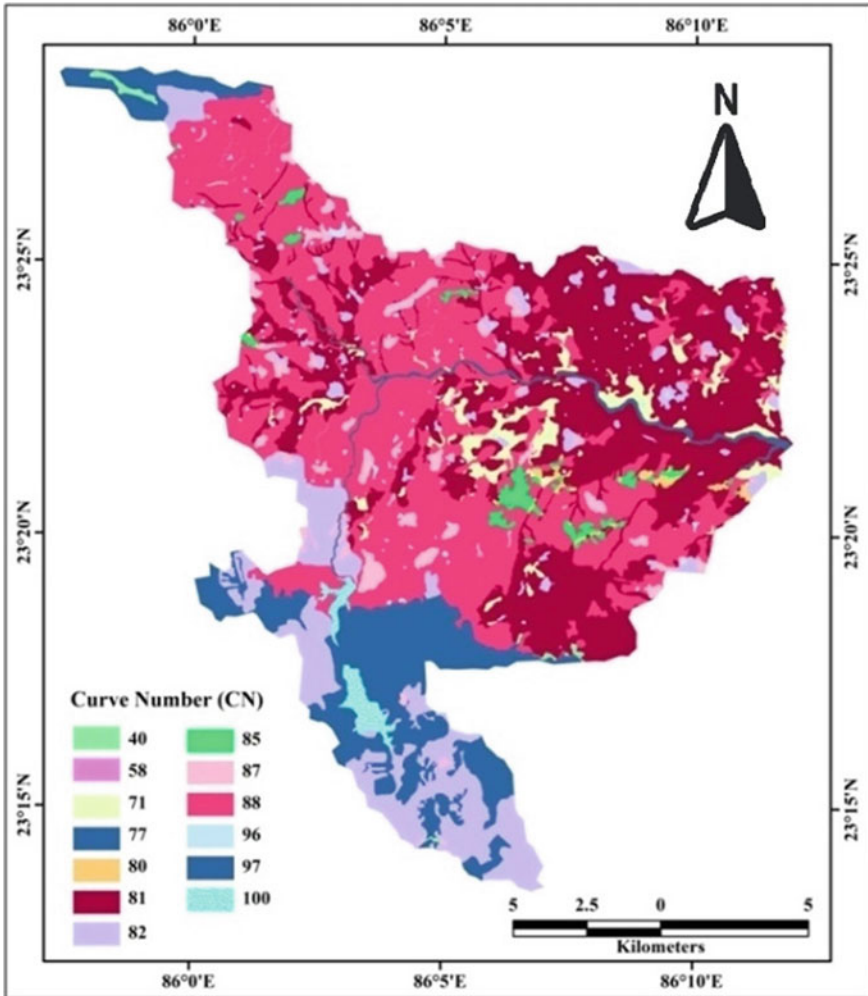 86°0'E 86°5'E 86°10'E
N
23°25'N 23°25'N
23°20'N 23°20'N
23°15'N 23°15'N
Curve Number (CN)
40 85
58 87
71 88
77 96
80 97
81 100
82
5 2.5 0 5
Kilometers
86°0'E 86°5'E 86°10'E